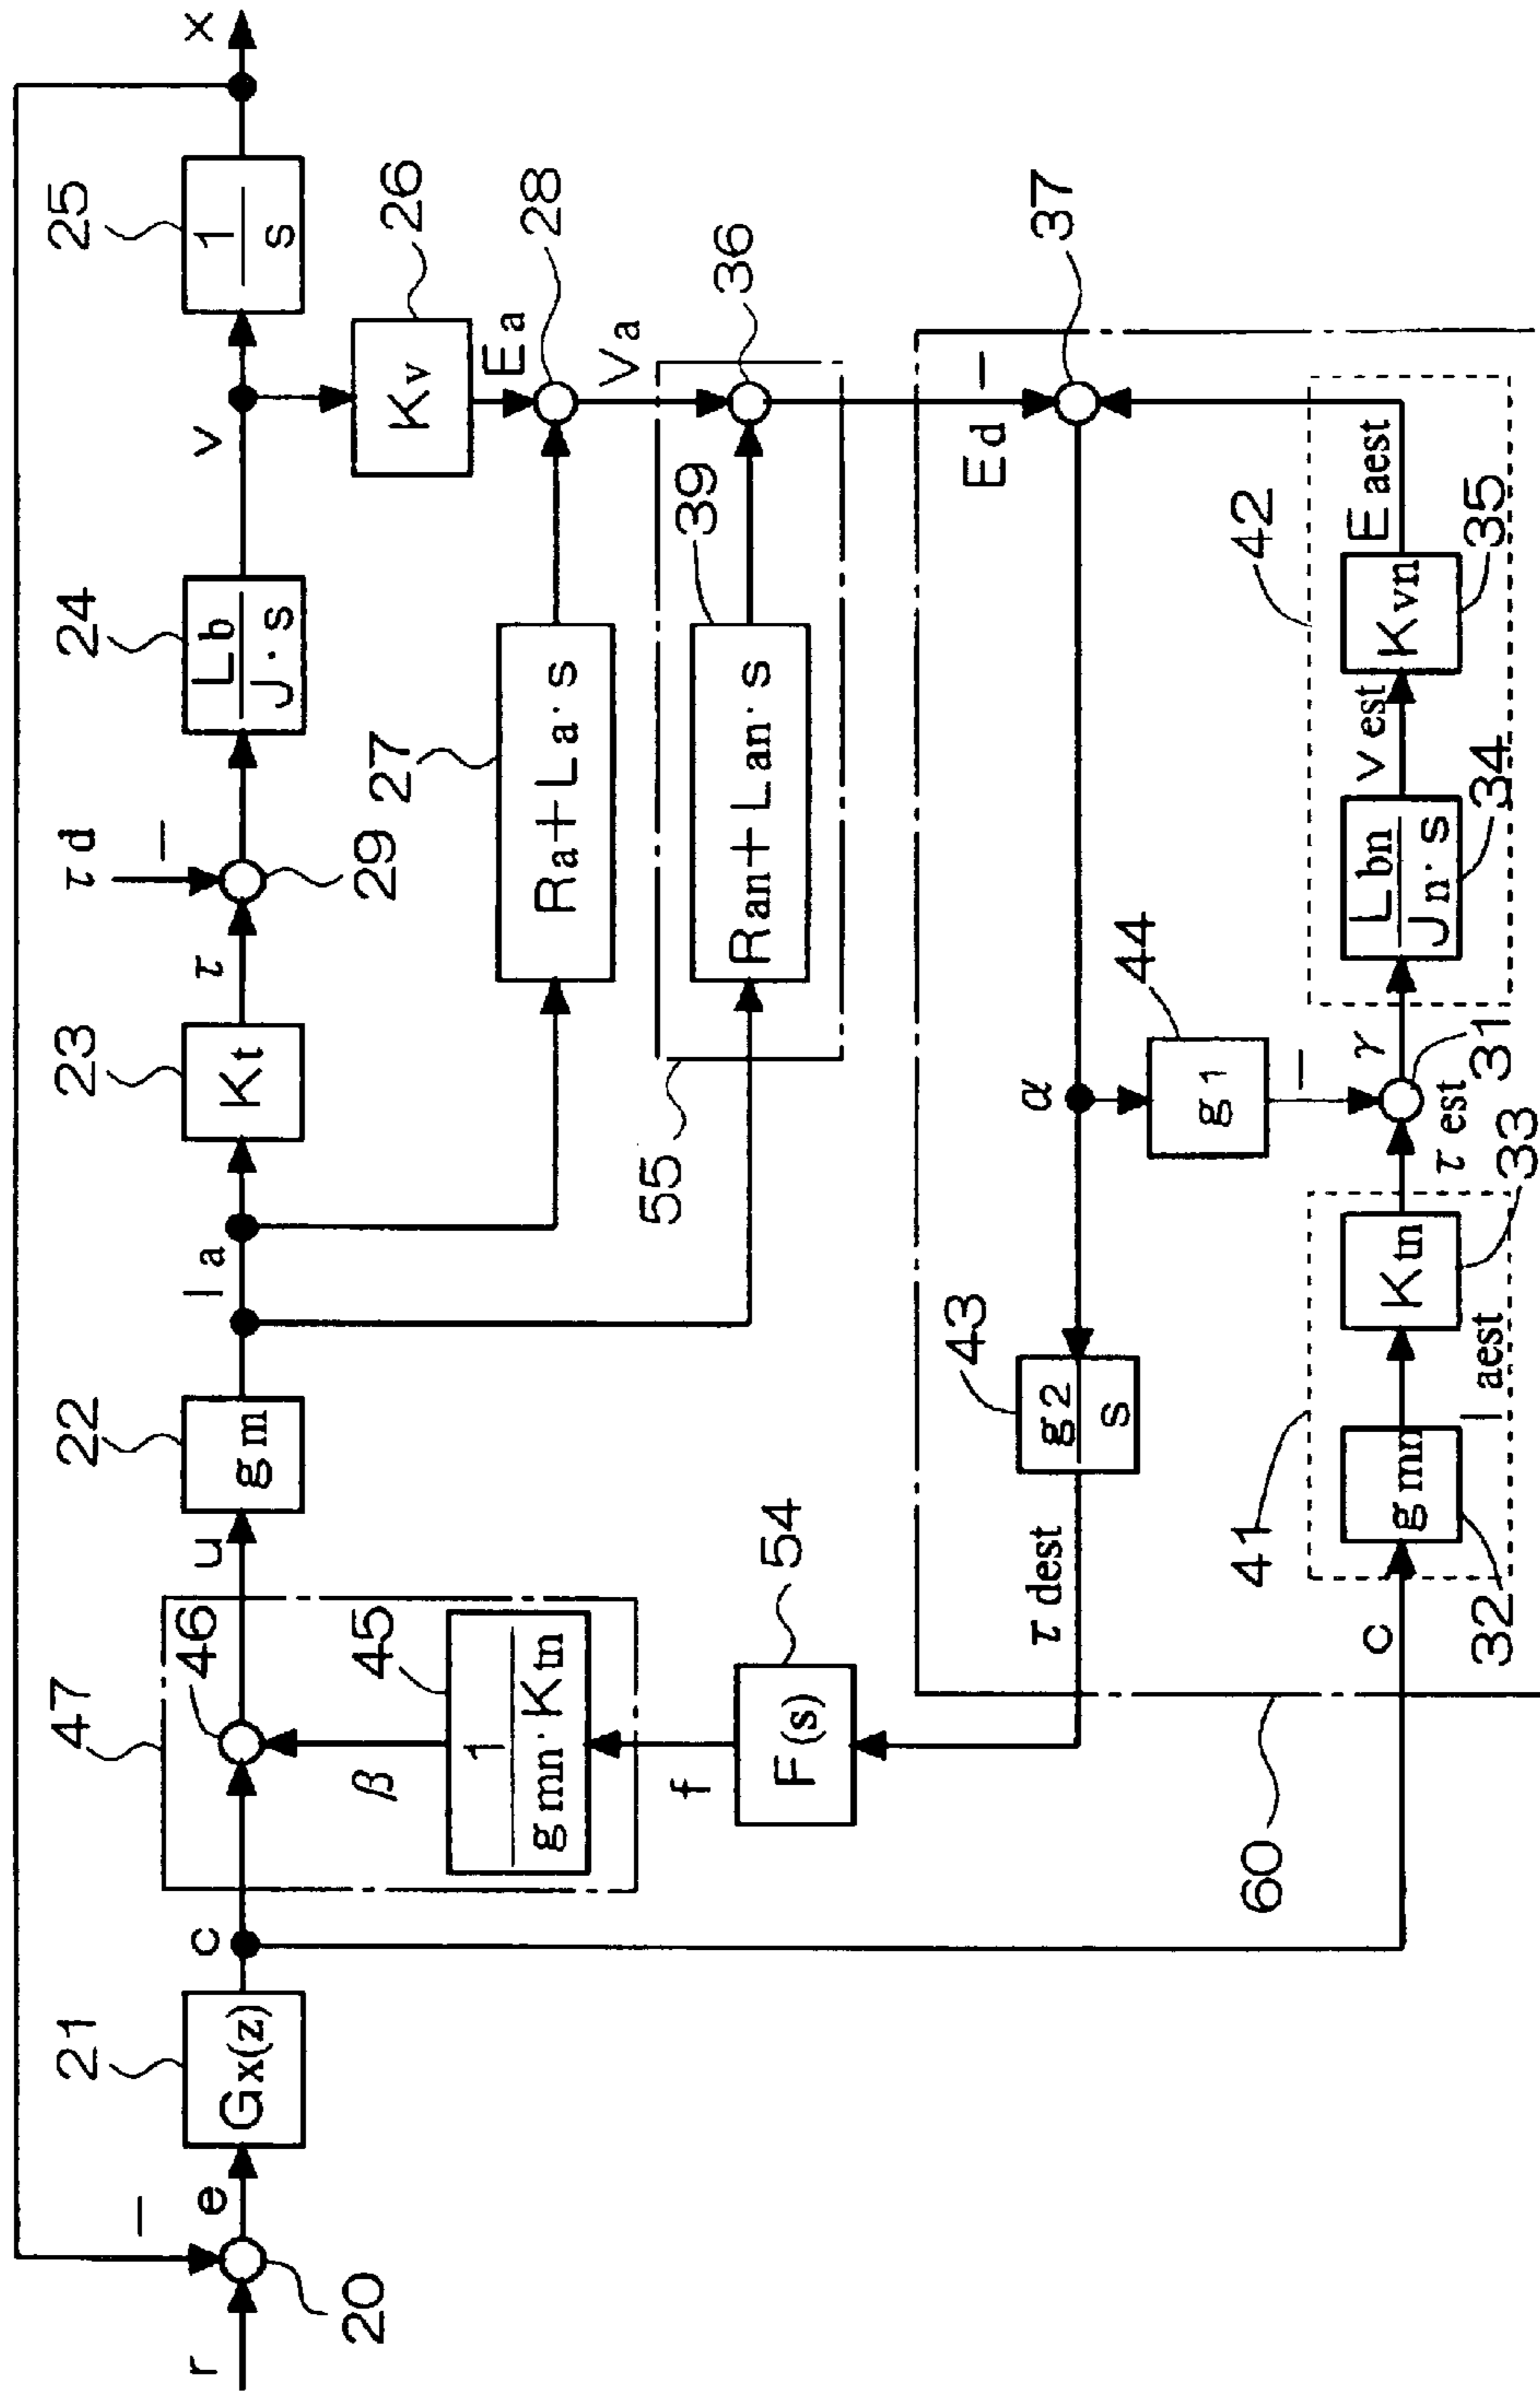 r
20
−
e
21
Gx(z)
c
47
46
45
1
gmn·Ktn
β
u
22
gm
Ia
23
Kt
τ
τd
−
29
24
Lb
J·s
v
25
1
s
x
26
Kv
Ea
28
Va
27
Ra+La·s
55
39
Ran+Lan·s
36
54
F(s)
f
60
τdest
43
g2
s
α
44
g1
−
Ed
−
37
c
41
32
gmn
Iaest
Ktn
33
τest
31
γ
42
Lbn
Jn·s
34
vest
Kvn
35
Eaest